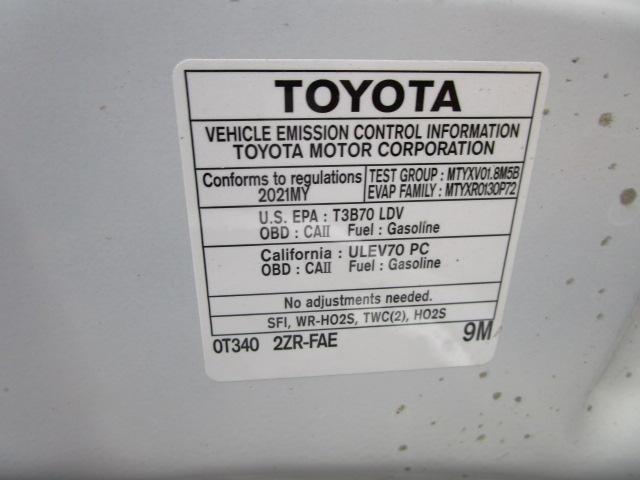 TOYOTA
VEHICLE EMISSION CONTROL INFORMATION
TOYOTA MOTOR CORPORATION
Conforms to regulations
2021MY
TEST GROUP : MTYXV01.8M5B
EVAP FAMILY : MTYXR0130P72
U.S. EPA : T3B70 LDV
OBD : CAII Fuel : Gasoline
California : ULEV70 PC
OBD : CAII Fuel : Gasoline
No adjustments needed.
SFI, WR-HO2S, TWC(2), HO2S
0T340 2ZR-FAE 9M